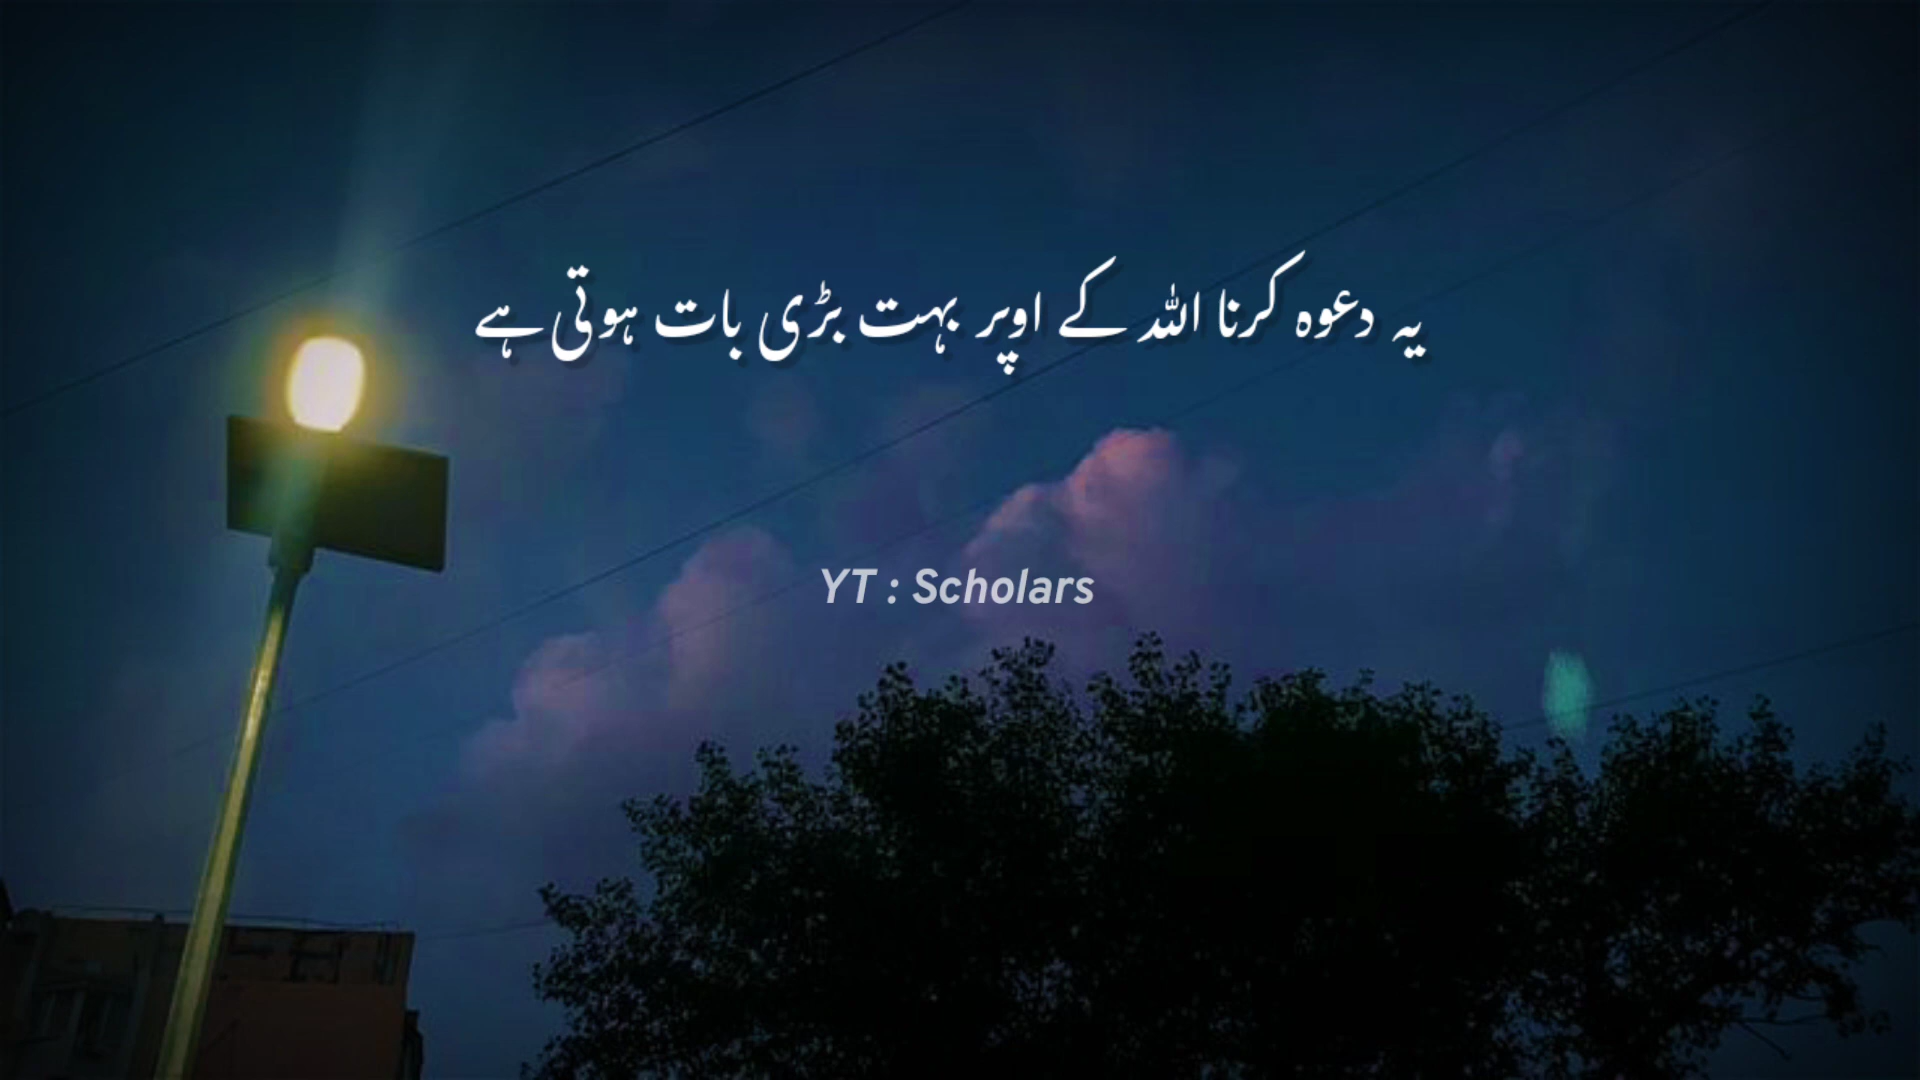 یہ دعوہ کرنا اللہ کے اوپر بہت بڑی بات ہوتی ہے
YT : Scholars